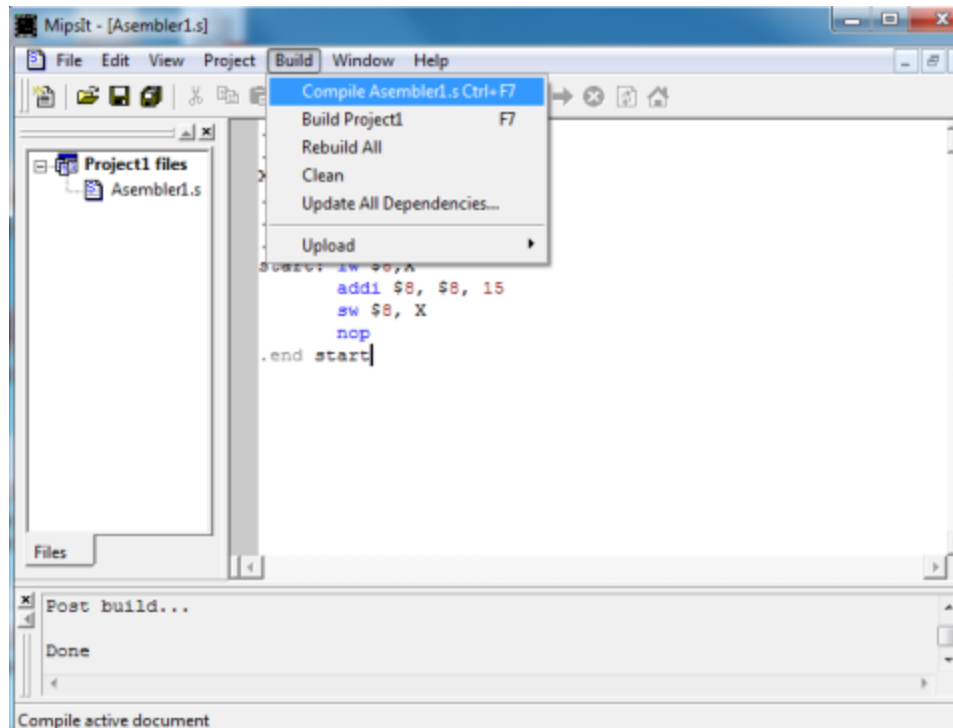 MipsIt - [Asembler1.s]
File Edit View Project Build Window Help
Compile Asembler1.s Ctrl+F7
Build Project1 F7
Rebuild All
Clean
Update All Dependencies...
Upload
Project1 files
Asembler1.s
start: lw $8,X
addi $8, $8, 15
sw $8, X
nop
.end start
Files
Post build...
Done
Compile active document